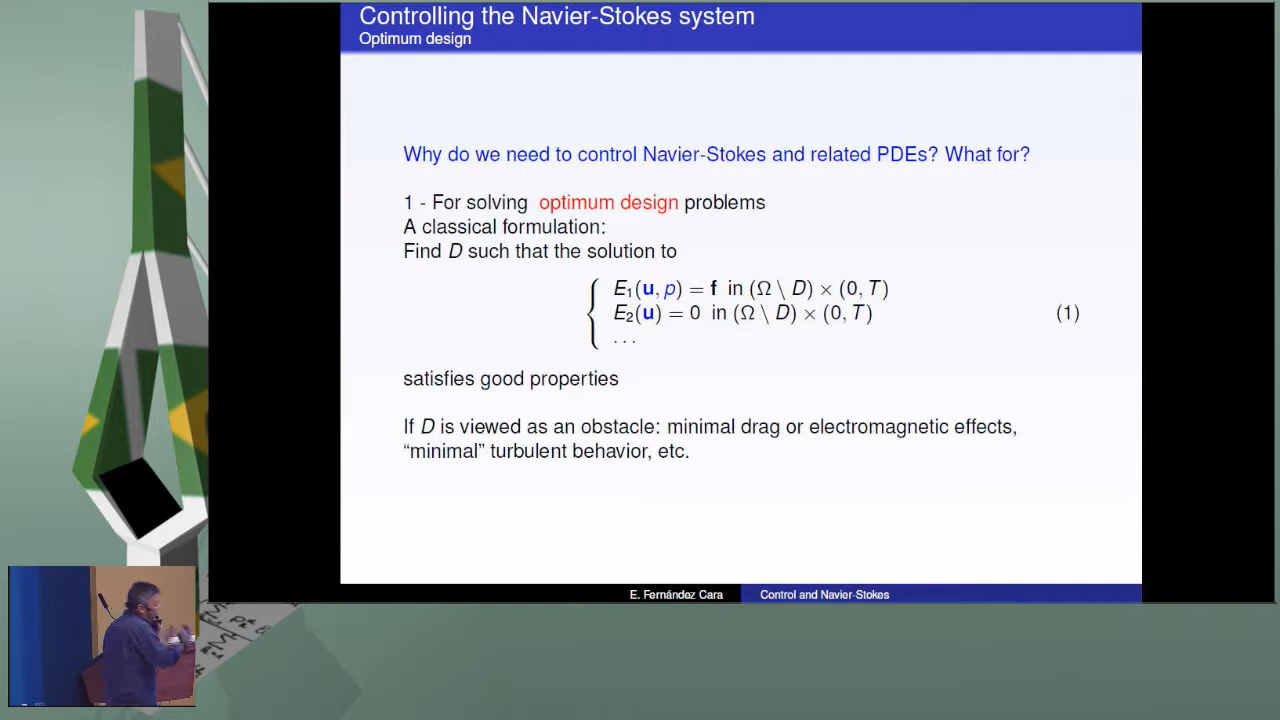 Controlling the Navier-Stokes system
Optimum design
Why do we need to control Navier-Stokes and related PDEs? What for?
1 - For solving optimum design problems
A classical formulation:
Find D such that the solution to
E₁(u, p) = f in (Ω \ D) × (0, T)
E₂(u) = 0 in (Ω \ D) × (0, T)
. . .
(1)
satisfies good properties
If D is viewed as an obstacle: minimal drag or electromagnetic effects,
“minimal” turbulent behavior, etc.
E. Fernández Cara
Control and Navier-Stokes